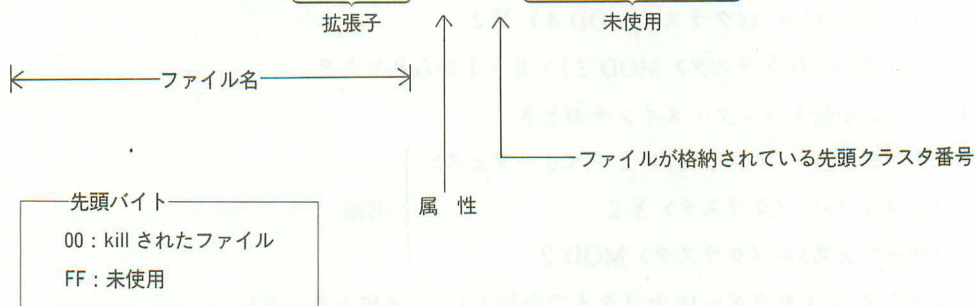 拡張子
未使用
ファイル名
ファイルが格納されている先頭クラスタ番号
先頭バイト
属 性
00：kill されたファイル
FF：未使用